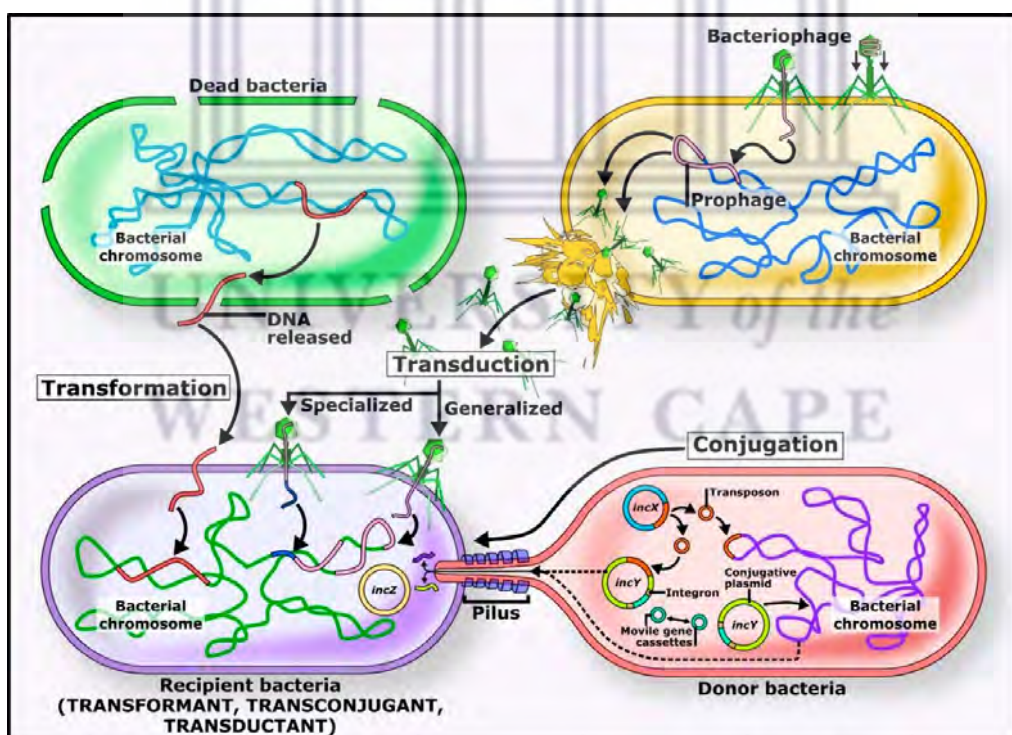 Bacteriophage
Dead bacteria
Prophage
Bacterial
chromosome
Bacterial
chromosome
DNA
released
UNIVERSITY of the
Transduction
Transformation
Specialized
Generalized
WESTERN CAPE
Conjugation
Transposon
incX
incY
Integron
Conjugative
plasmid
incY
Movile gene
cassettes
incZ
Pilus
Bacterial
chromosome
Bacterial
chromosome
Recipient bacteria
(TRANSFORMANT, TRANSCONJUGANT,
TRANSDUCTANT)
Donor bacteria